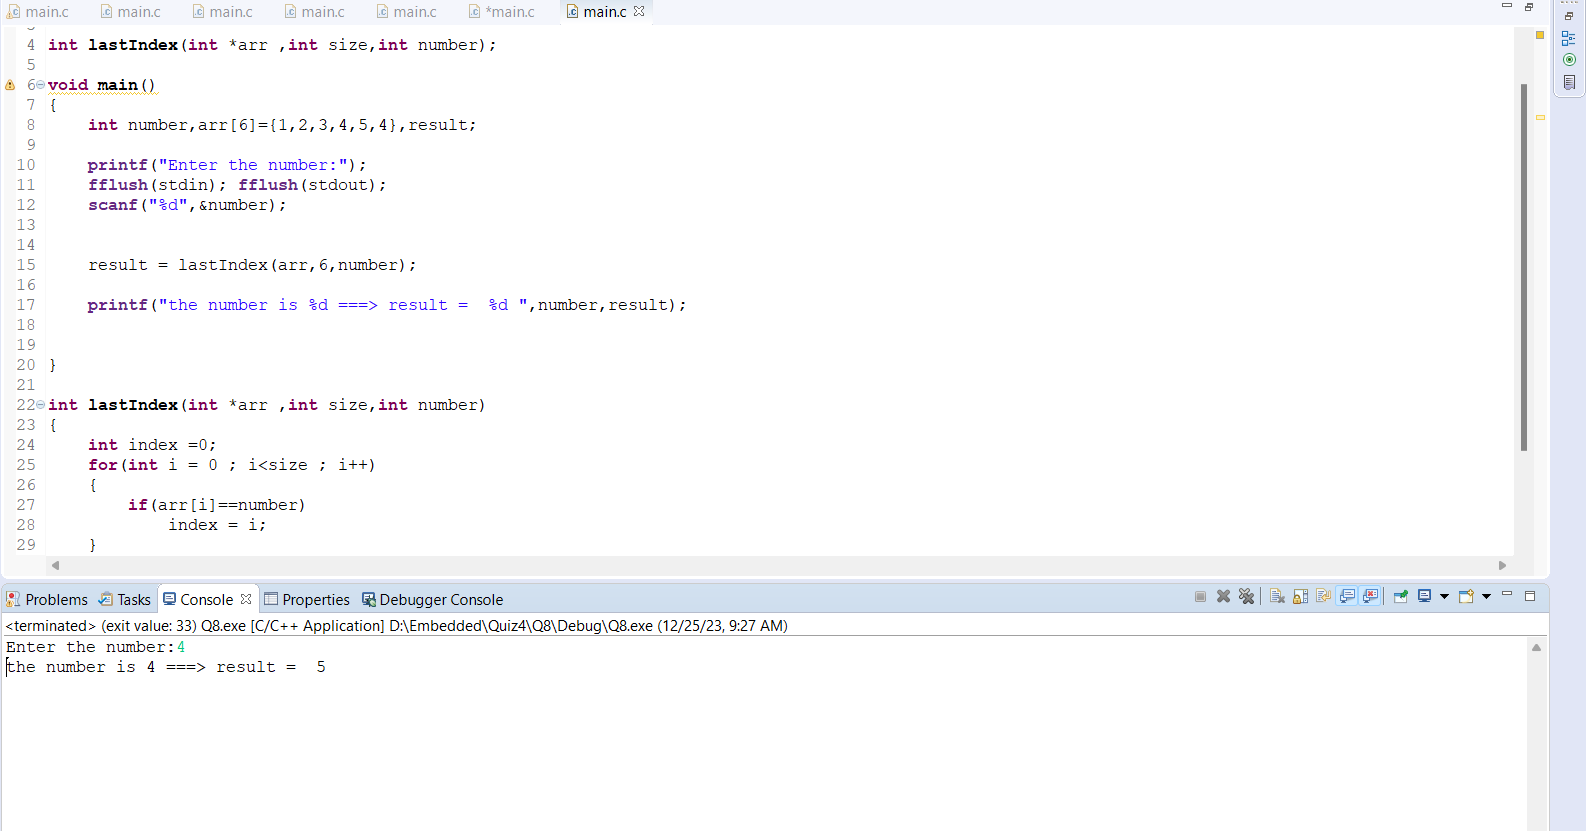 main.c main.c main.c main.c main.c *main.c main.c
4 int lastIndex(int *arr ,int size,int number);
5
6 void main()
7 {
8 int number,arr[6]={1,2,3,4,5,4},result;
9
10 printf("Enter the number:");
11 fflush(stdin); fflush(stdout);
12 scanf("%d",&number);
13
14
15 result = lastIndex(arr,6,number);
16
17 printf("the number is %d ===> result =  %d ",number,result);
18
19
20 }
21
22 int lastIndex(int *arr ,int size,int number)
23 {
24 int index =0;
25 for(int i = 0 ; i<size ; i++)
26 {
27 if(arr[i]==number)
28 index = i;
29 }
Problems Tasks Console Properties Debugger Console
<terminated> (exit value: 33) Q8.exe [C/C++ Application] D:\Embedded\Quiz4\Q8\Debug\Q8.exe (12/25/23, 9:27 AM)
Enter the number:4
the number is 4 ===> result =  5